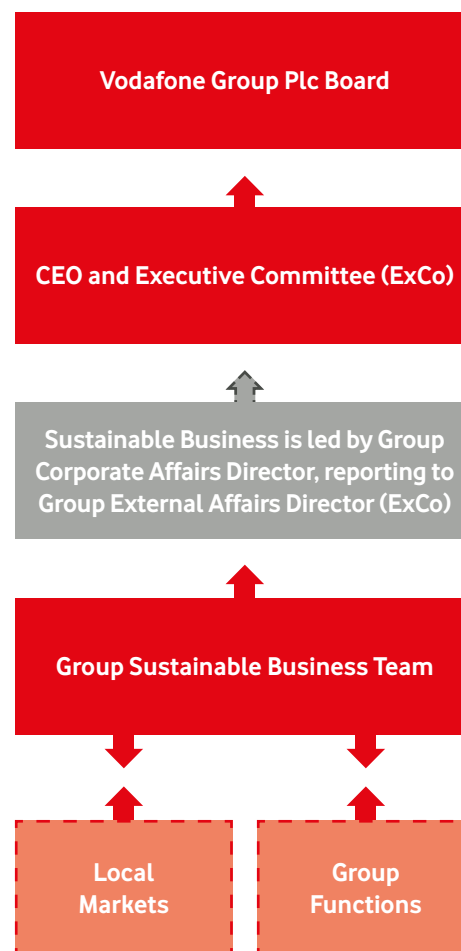 Vodafone Group Plc Board
CEO and Executive Committee (ExCo)
Sustainable Business is led by Group
Corporate Affairs Director, reporting to
Group External Affairs Director (ExCo)
Group Sustainable Business Team
Local
Markets
Group
Functions